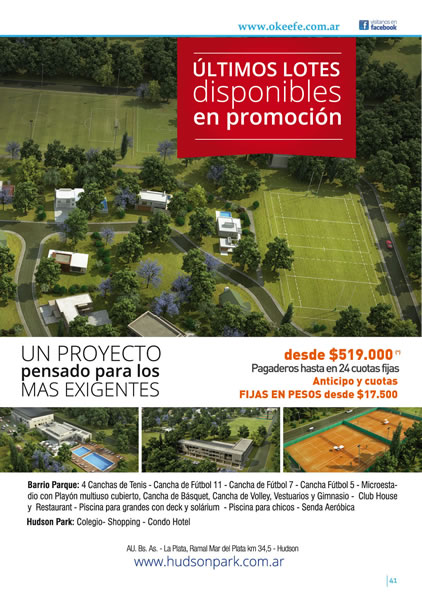 www.okeefe.com.ar
visitanos en
facebook
ÚLTIMOS LOTES
disponibles
en promoción
UN PROYECTO
pensado para los
MAS EXIGENTES
desde $519.000 (*)
Pagaderos hasta en 24 cuotas fijas
Anticipo y cuotas
FIJAS EN PESOS desde $17.500
Barrio Parque: 4 Canchas de Tenis - Cancha de Fútbol 11 - Cancha de Fútbol 7 - Cancha Fútbol 5 - Microesta-
dio con Playón multiuso cubierto, Cancha de Básquet, Cancha de Volley, Vestuarios y Gimnasio - Club House
y Restaurant - Piscina para grandes con deck y solárium - Piscina para chicos - Senda Aeróbica
Hudson Park: Colegio- Shopping - Condo Hotel
AU. Bs. As. - La Plata, Ramal Mar del Plata km 34,5 - Hudson
www.hudsonpark.com.ar
41